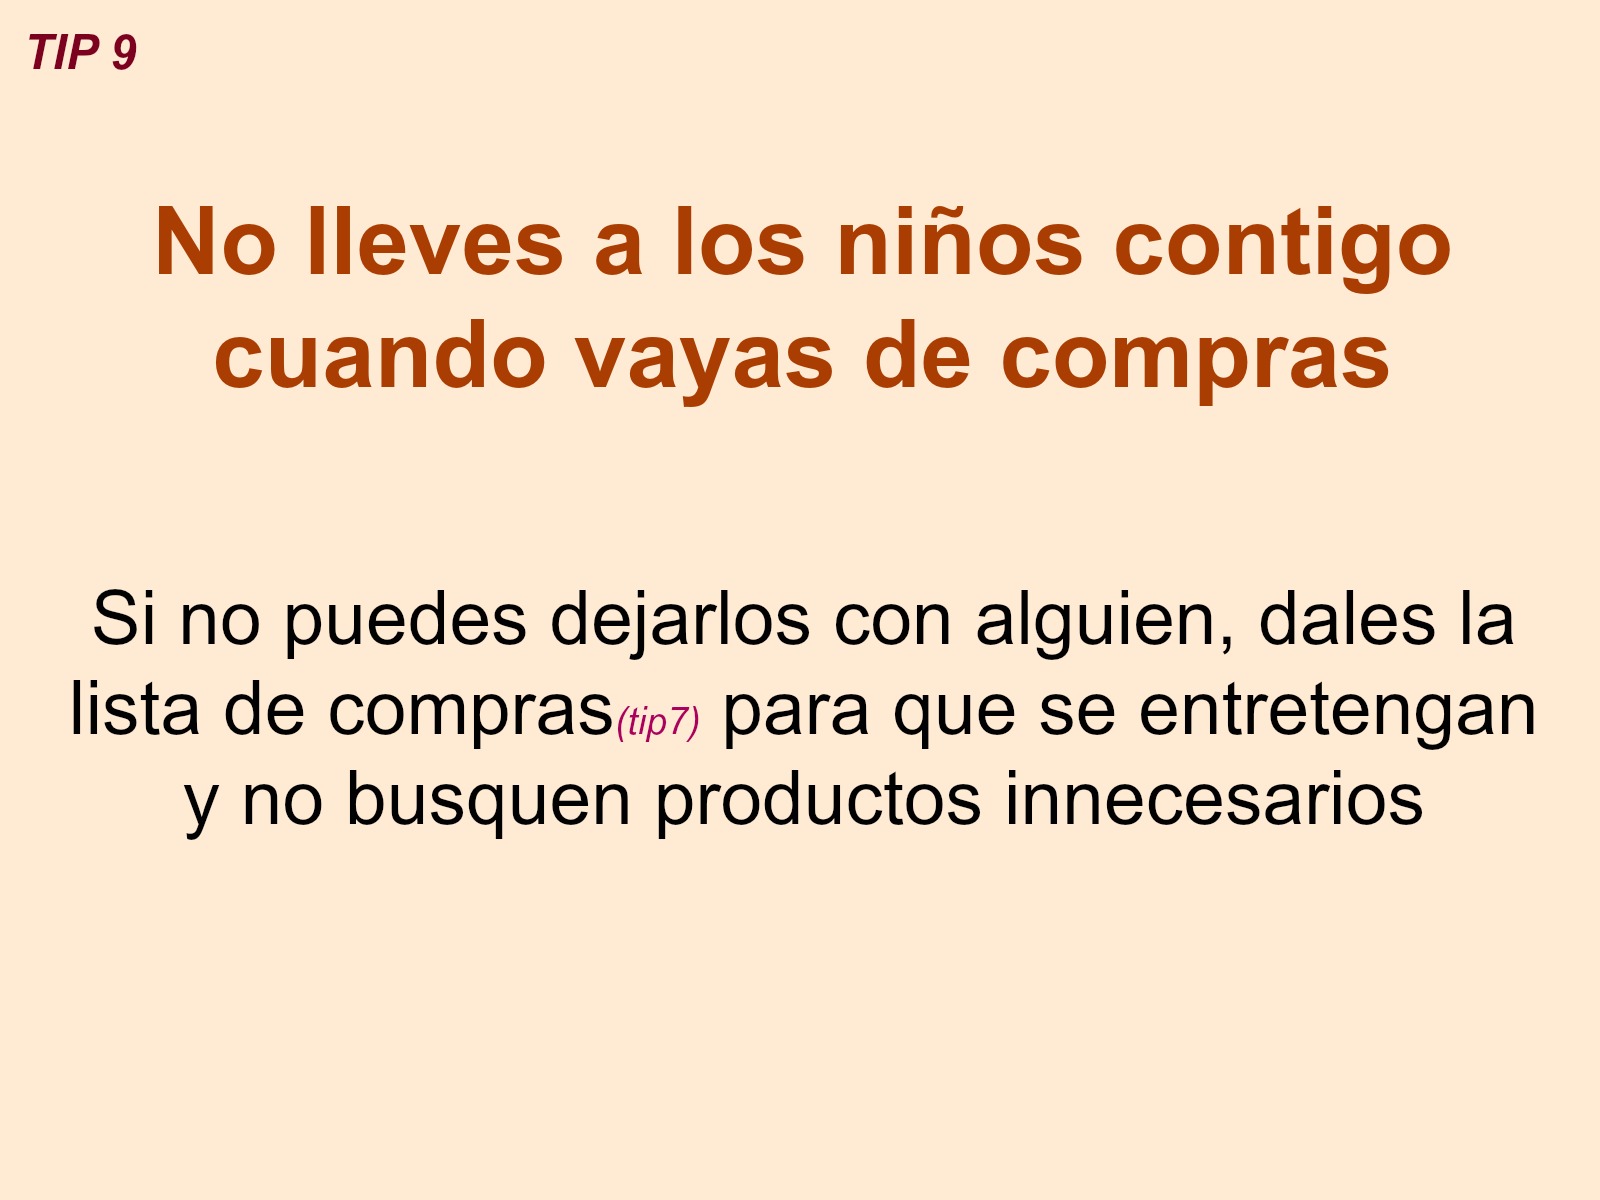 TIP 9
No lleves a los niños contigo
cuando vayas de compras
Si no puedes dejarlos con alguien, dales la
lista de compras(tip7) para que se entretengan
y no busquen productos innecesarios